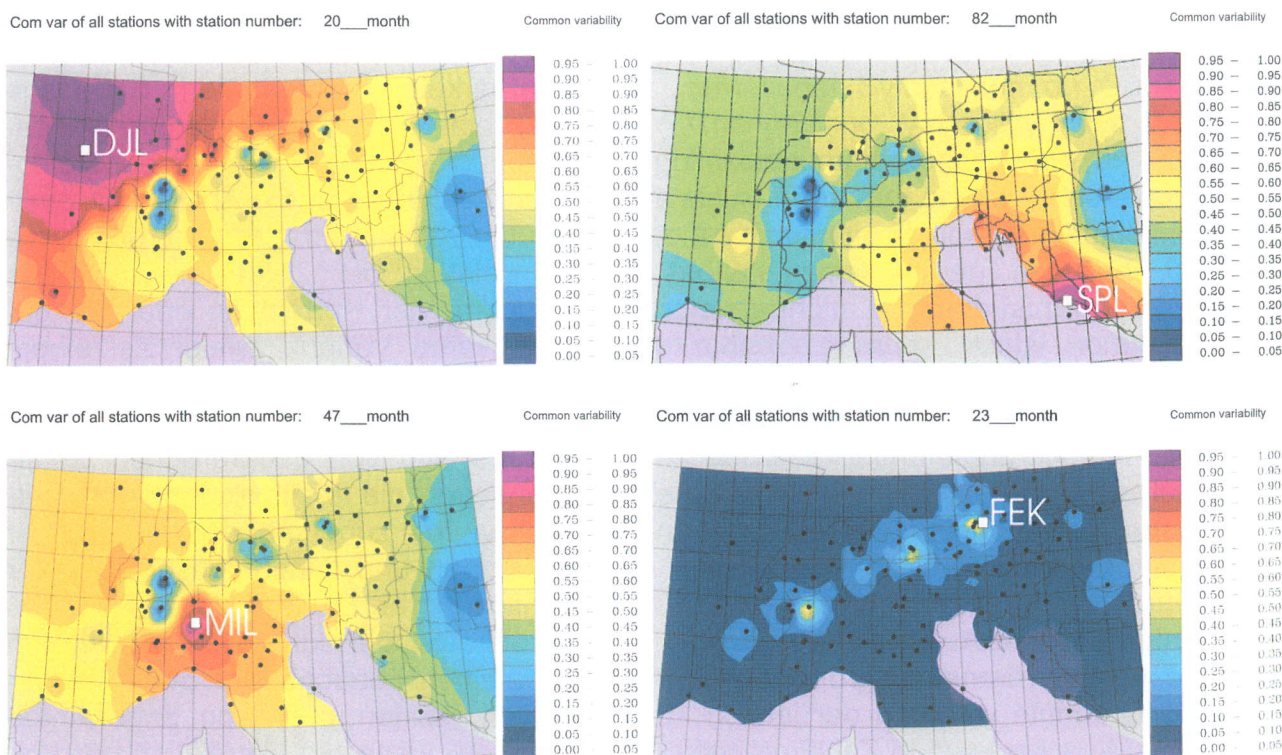 Com var of all stations with station number: 20___month
Common variability
0.95 – 1.00
0.90 – 0.95
0.85 – 0.90
0.80 – 0.85
0.75 – 0.80
0.70 – 0.75
0.65 – 0.70
0.60 – 0.65
0.55 – 0.60
0.50 – 0.55
0.45 – 0.50
0.40 – 0.45
0.35 – 0.40
0.30 – 0.35
0.25 – 0.30
0.20 – 0.25
0.15 – 0.20
0.10 – 0.15
0.05 – 0.10
0.00 – 0.05
DJL
Com var of all stations with station number: 82___month
Common variability
0.95 – 1.00
0.90 – 0.95
0.85 – 0.90
0.80 – 0.85
0.75 – 0.80
0.70 – 0.75
0.65 – 0.70
0.60 – 0.65
0.55 – 0.60
0.50 – 0.55
0.45 – 0.50
0.40 – 0.45
0.35 – 0.40
0.30 – 0.35
0.25 – 0.30
0.20 – 0.25
0.15 – 0.20
0.10 – 0.15
0.05 – 0.10
0.00 – 0.05
SPL
Com var of all stations with station number: 47___month
Common variability
0.95 – 1.00
0.90 – 0.95
0.85 – 0.90
0.80 – 0.85
0.75 – 0.80
0.70 – 0.75
0.65 – 0.70
0.60 – 0.65
0.55 – 0.60
0.50 – 0.55
0.45 – 0.50
0.40 – 0.45
0.35 – 0.40
0.30 – 0.35
0.25 – 0.30
0.20 – 0.25
0.15 – 0.20
0.10 – 0.15
0.05 – 0.10
0.00 – 0.05
MIL
Com var of all stations with station number: 23___month
Common variability
0.95 – 1.00
0.90 – 0.95
0.85 – 0.90
0.80 – 0.85
0.75 – 0.80
0.70 – 0.75
0.65 – 0.70
0.60 – 0.65
0.55 – 0.60
0.50 – 0.55
0.45 – 0.50
0.40 – 0.45
0.35 – 0.40
0.30 – 0.35
0.25 – 0.30
0.20 – 0.25
0.15 – 0.20
0.10 – 0.15
0.05 – 0.10
0.00 – 0.05
FEK